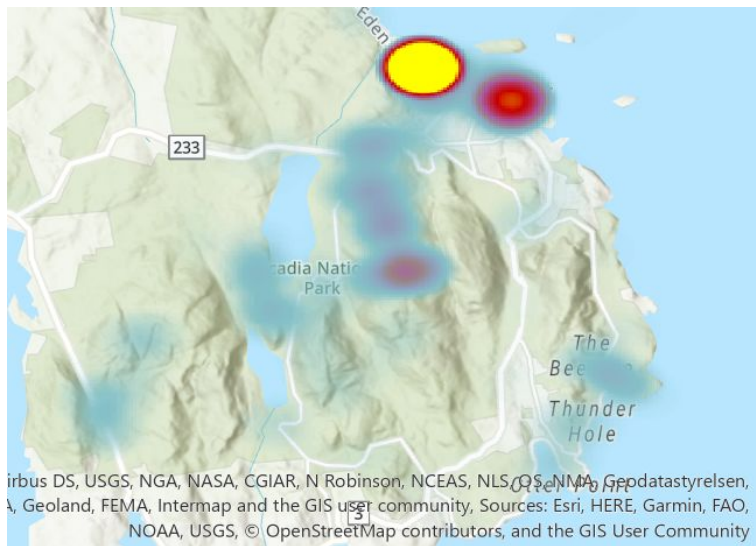 Eden
233
cadia Natio
Park
The
Bee
Thunder
Hole
Otter Point
irbus DS, USGS, NGA, NASA, CGIAR, N Robinson, NCEAS, NLS, OS, NMA, Geodatastyrelsen,
A, Geoland, FEMA, Intermap and the GIS user community, Sources: Esri, HERE, Garmin, FAO,
3
NOAA, USGS, © OpenStreetMap contributors, and the GIS User Community